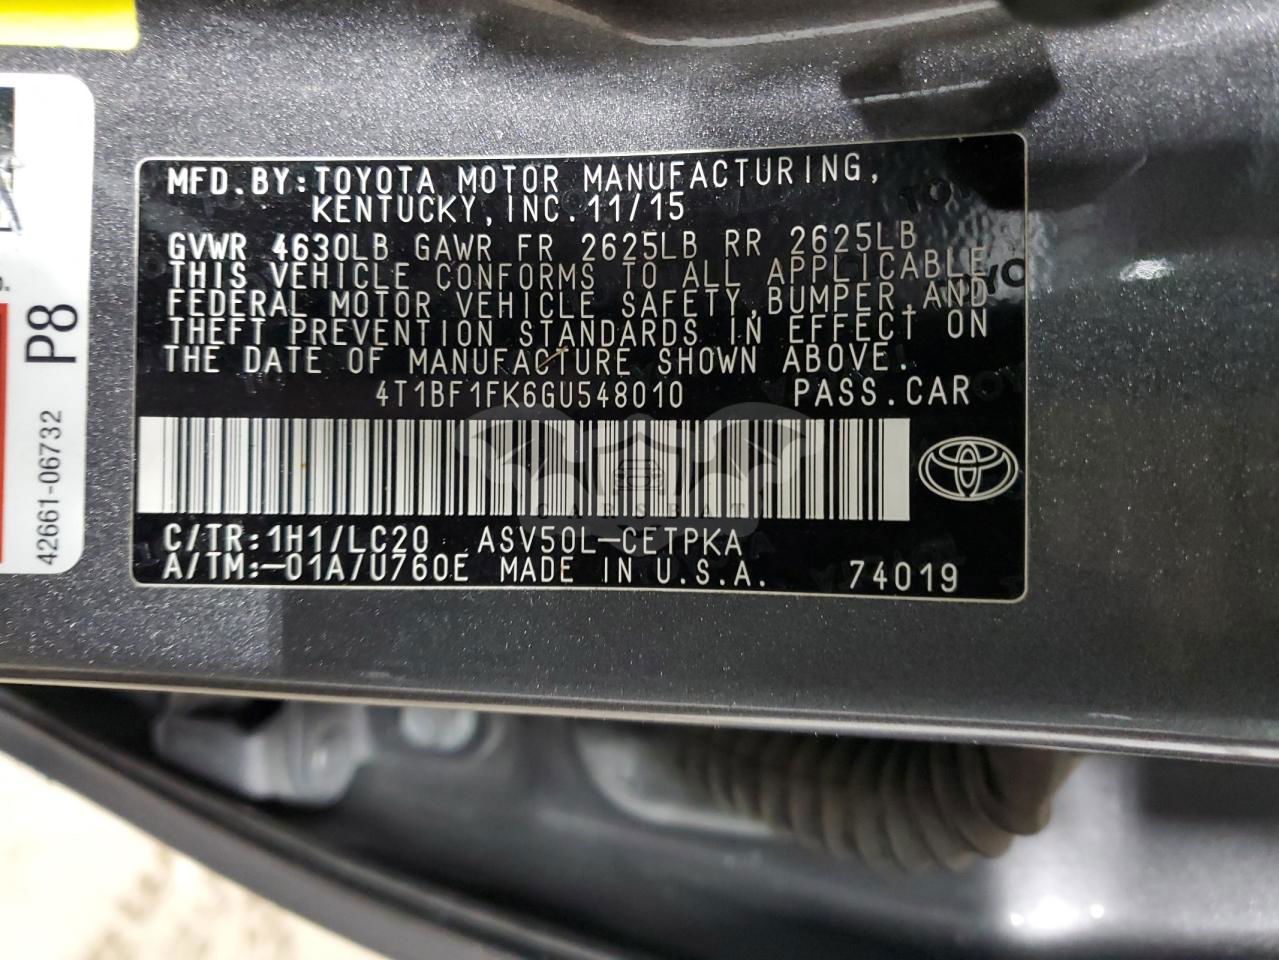 MFD.BY:TOYOTA MOTOR MANUFACTURING,
KENTUCKY,INC.11/15
GVWR 4630LB GAWR FR 2625LB RR 2625LB
THIS VEHICLE CONFORMS TO ALL APPLICABLE
FEDERAL MOTOR VEHICLE SAFETY,BUMPER,AND
THEFT PREVENTION STANDARDS IN EFFECT ON
THE DATE OF MANUFACTURE SHOWN ABOVE.
4T1BF1FK6GU548010 PASS.CAR
C/TR:1H1/LC20 ASV50L-CETPKA
A/TM:-01A/U760E MADE IN U.S.A. 74019
42661-06732 P8